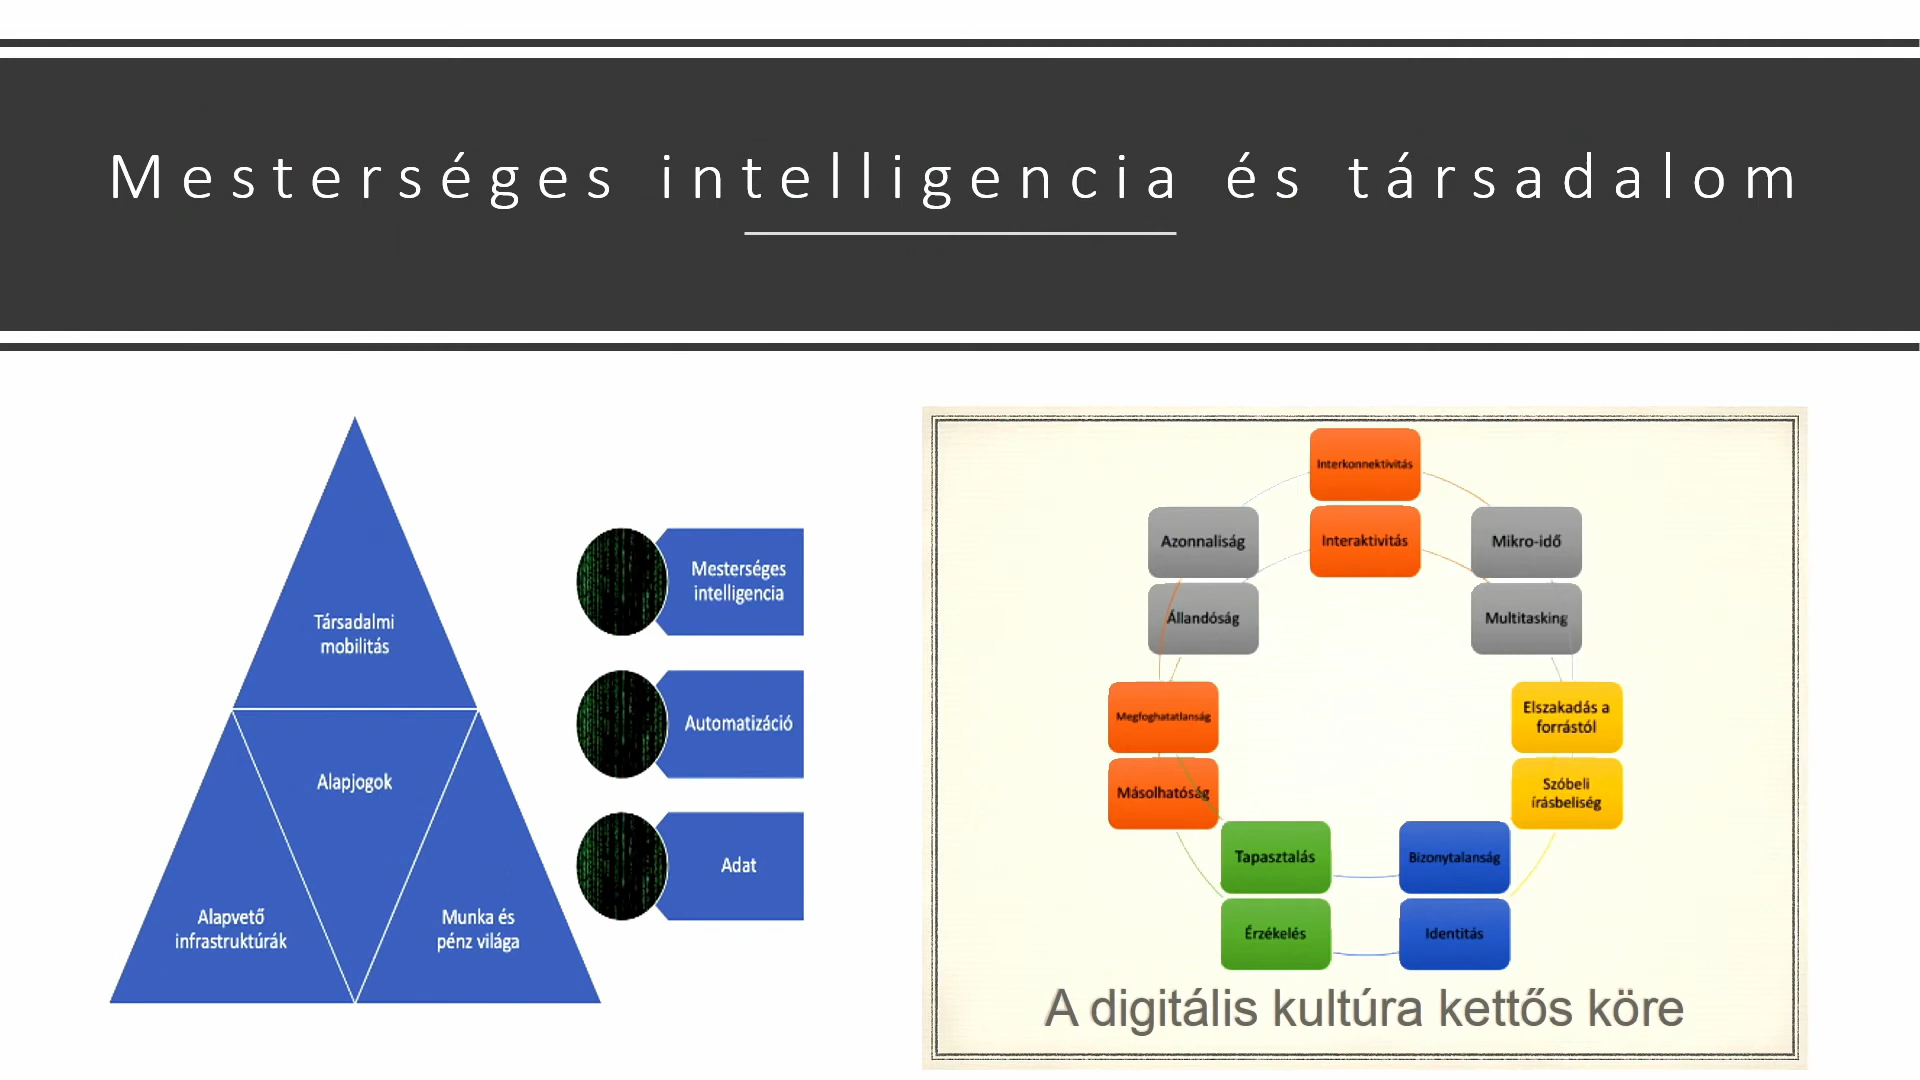 Mesterséges intelligencia és társadalom
Társadalmi
mobilitás
Alapjogok
Alapvető
infrastruktúrák
Munka és
pénz világa
Mesterséges
intelligencia
Automatizáció
Adat
Interkonnektivitás
Interaktivitás
Azonnaliság
Állandóság
Mikro-idő
Multitasking
Megfoghatatlanság
Másolhatóság
Elszakadás a
forrástól
Szóbeli
írásbeliség
Tapasztalás
Érzékelés
Bizonytalanság
Identitás
A digitális kultúra kettős köre